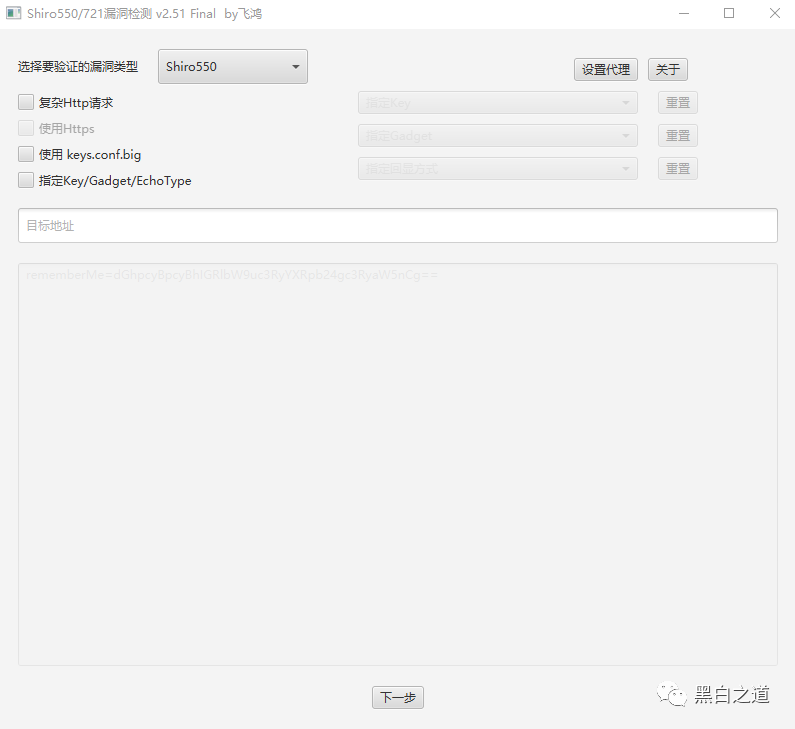 Shiro550/721漏洞检测 v2.51 Final by飞鸿
选择要验证的漏洞类型
Shiro550
设置代理
关于
复杂Http请求
指定Key
重置
使用Https
指定Gadget
重置
使用 keys.conf.big
指定回显方式
重置
指定Key/Gadget/EchoType
目标地址
rememberMe=dGhpcyBpcyBhIGRlbW9uc3RyYXRpb24gc3RyaW5nCg==
下一步
黑白之道